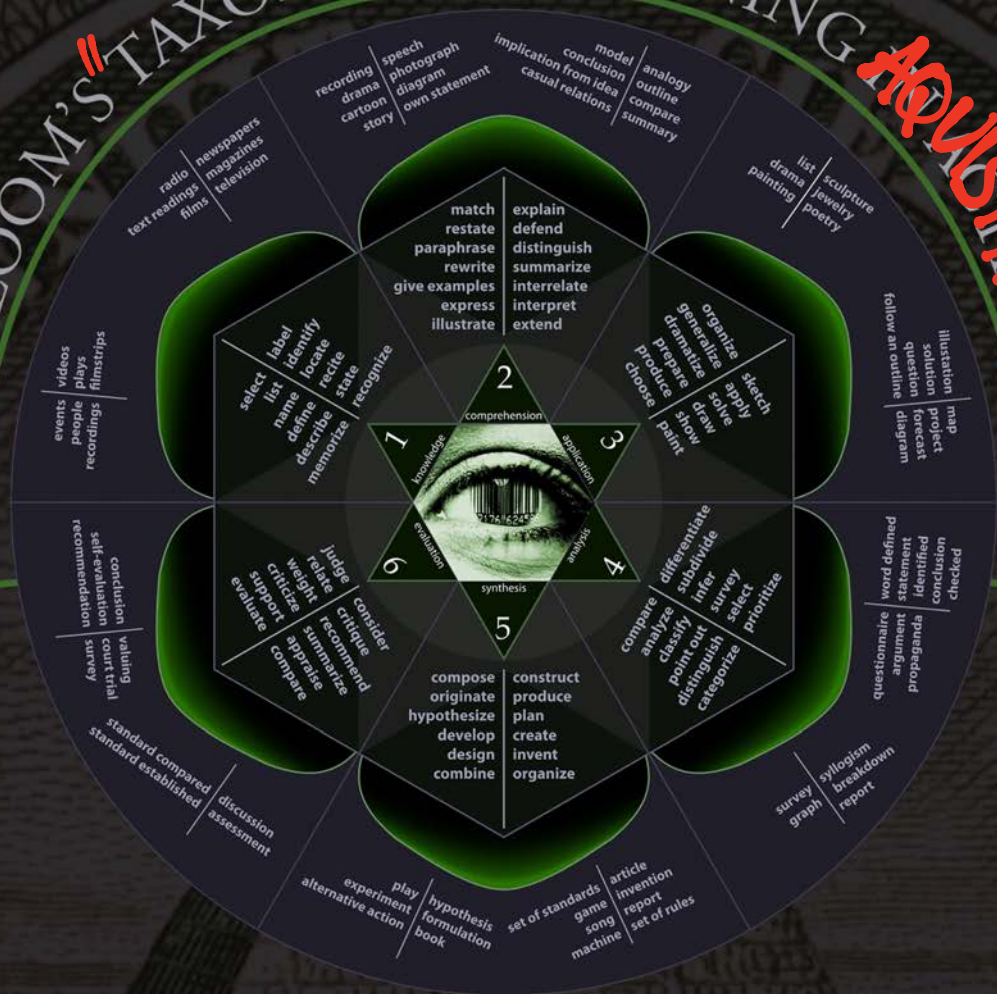 LOOM'S TAXO
NING
AQUIS
recording | speech
drama | photograph
cartoon | diagram
story | own statement
model | analogy
conclusion | outline
implication from idea | compare
casual relations | summary
radio | newspapers
text readings | magazines
films | television
list | sculpture
drama | jewelry
painting | poetry
videos
plays
filmstrips
events
people
recordings
illustation
solution
question
follow an outline
map
project
forecast
diagram
match | explain
restate | defend
paraphrase | distinguish
rewrite | summarize
give examples | interrelate
express | interpret
illustrate | extend
label
identify
locate
recite
state
recognize
select
list
name
define
describe
memorize
organize
generalize
dramatize
prepare
produce
choose
sketch
apply
solve
draw
show
paint
2
comprehension
1
knowledge
3
application
6
evaluation
4
analysis
synthesis
5
judge
relate
weight
criticize
support
evaluate
consider
critique
recommend
summarize
appraise
compare
differentiate
subdivide
infer
survey
select
prioritize
compare
analyze
classify
point out
distinguish
categorize
compose | construct
originate | produce
hypothesize | plan
develop | create
design | invent
combine | organize
conclusion
self-evaluation
recommendation
valuing
court trial
survey
word defined
statement
identified
conclusion
checked
questionnaire
argument
propaganda
standard compared | discussion
standard established | assessment
survey | syllogism
graph | breakdown
report
play | hypothesis
experiment | formulation
alternative action | book
set of standards | article
game | invention
song | report
machine | set of rules